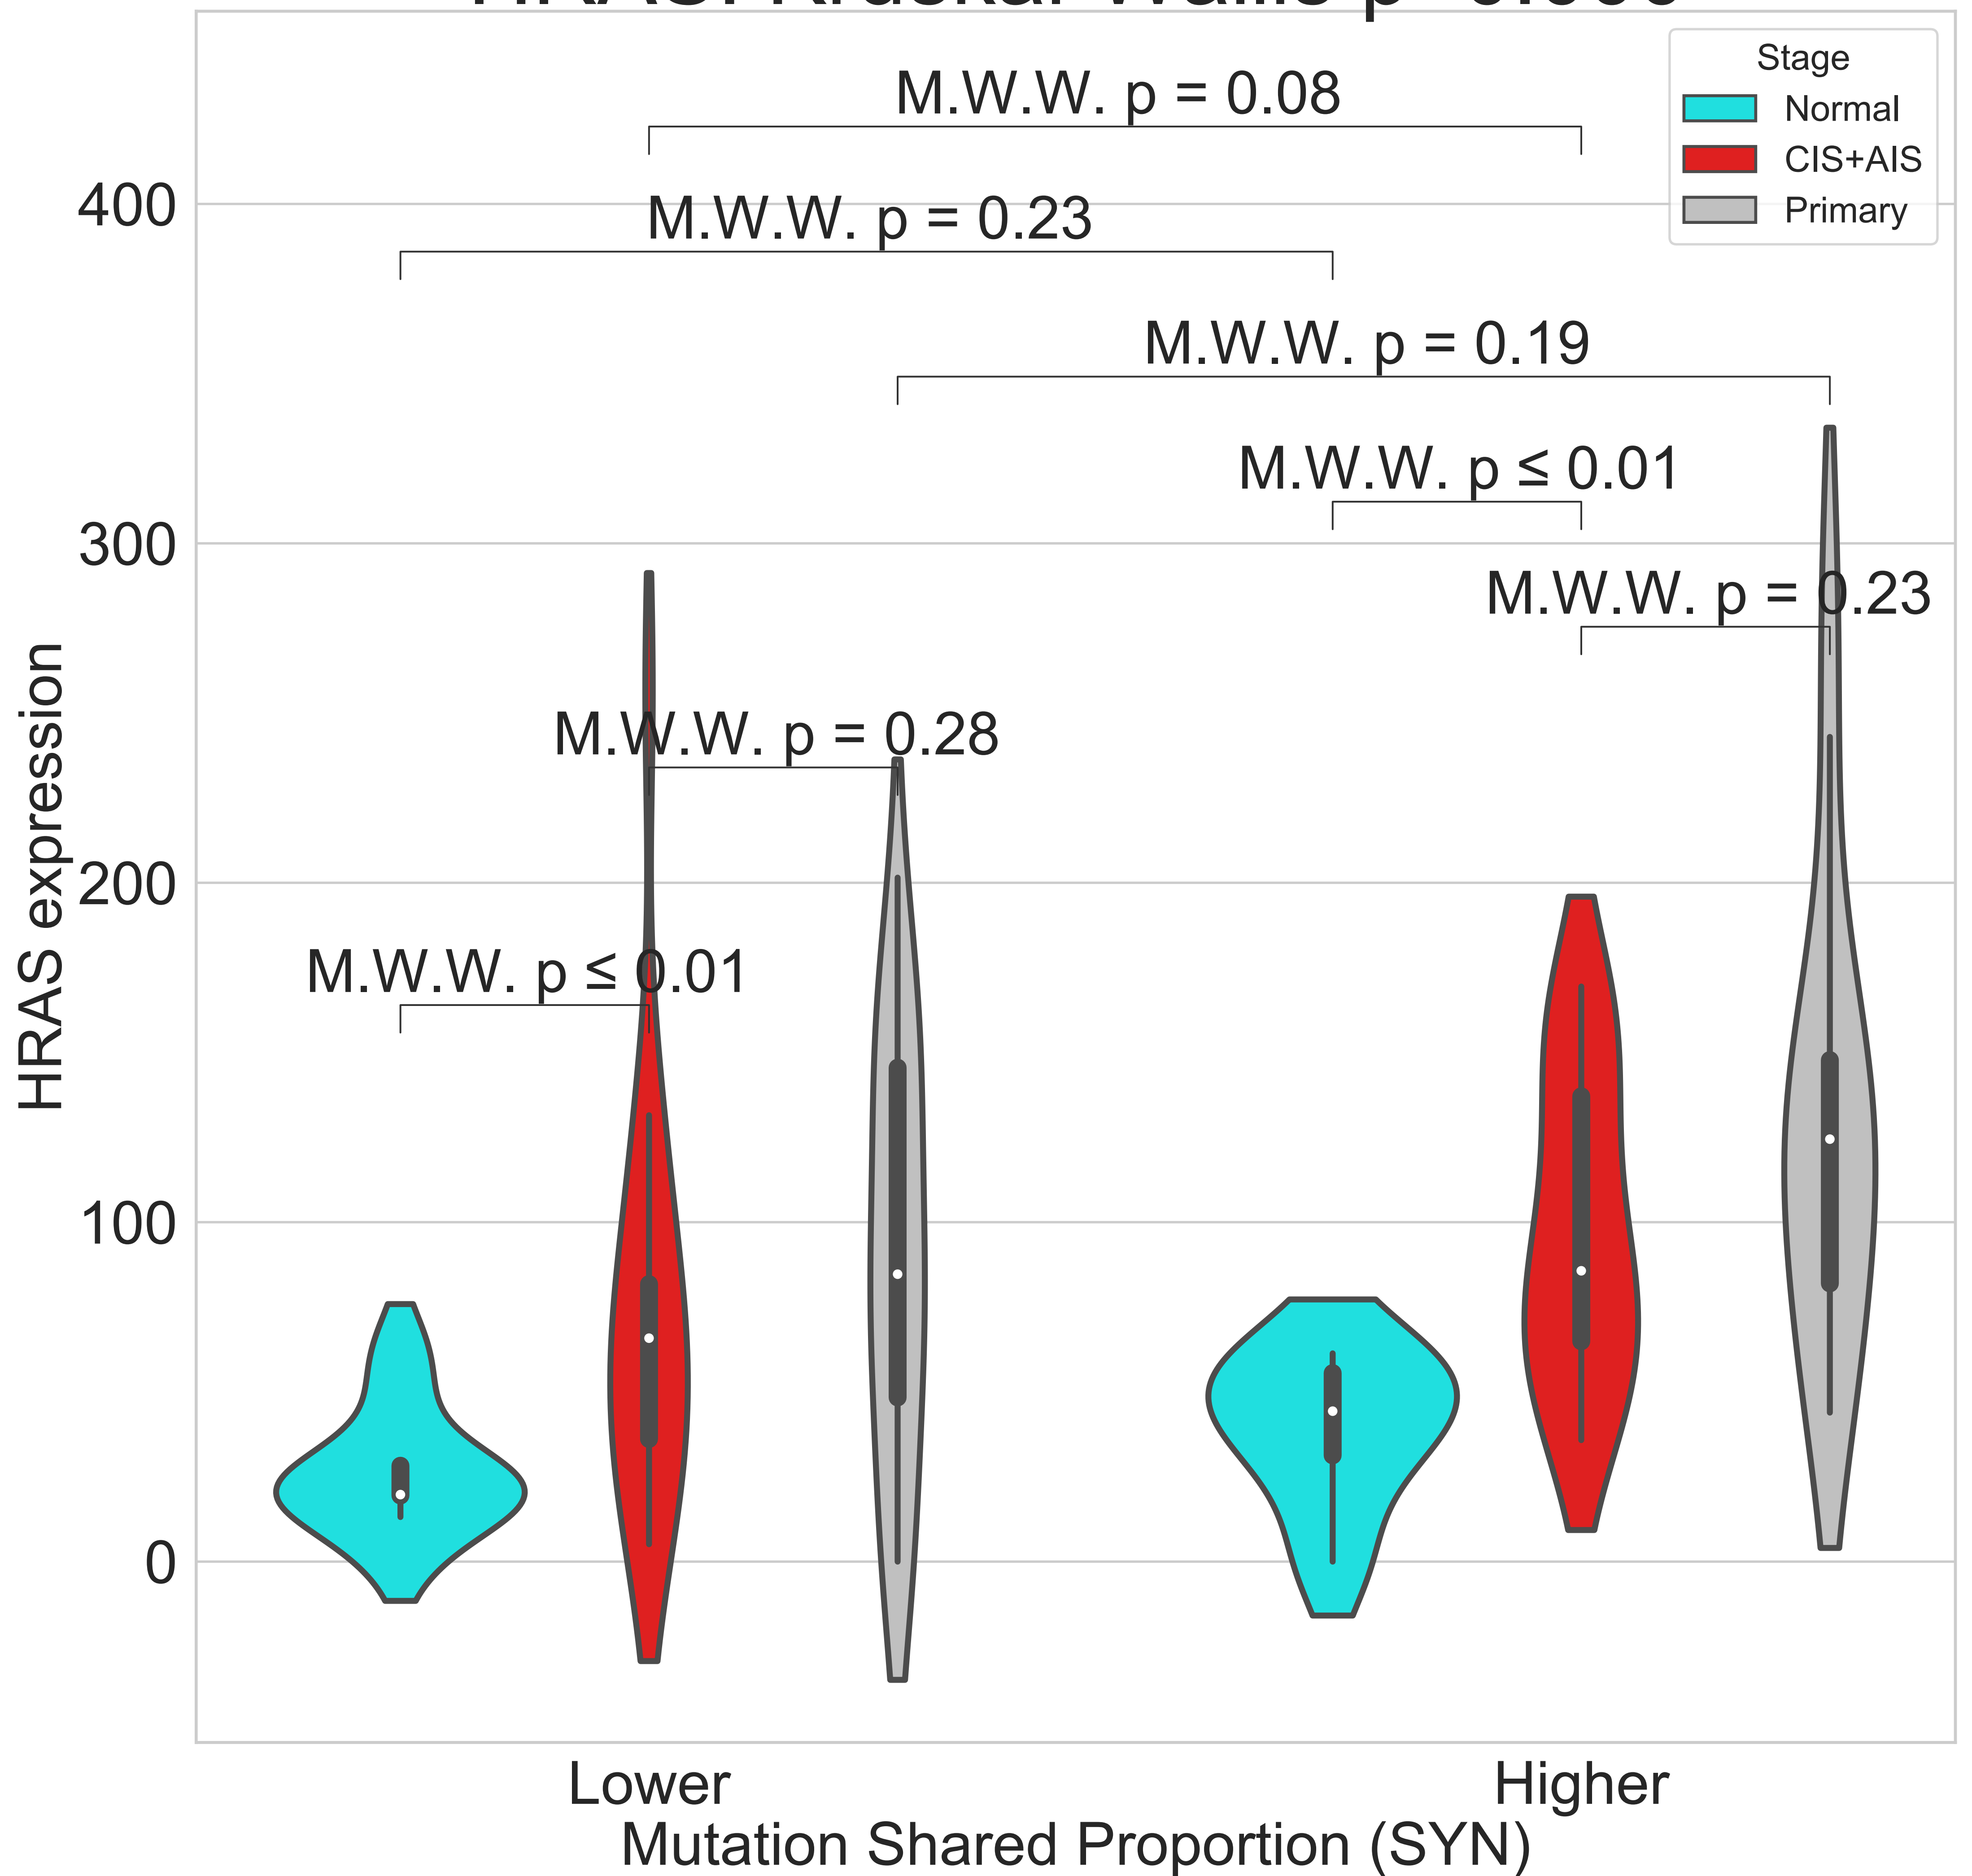 Stage
Normal
CIS+AIS
Primary
M.W.W. p = 0.08
M.W.W. p = 0.23
M.W.W. p = 0.19
M.W.W. p ≤ 0.01
M.W.W. p = 0.23
M.W.W. p = 0.28
M.W.W. p ≤ 0.01
400
300
200
100
0
HRAS expression
Lower
Higher
Mutation Shared Proportion (SYN)